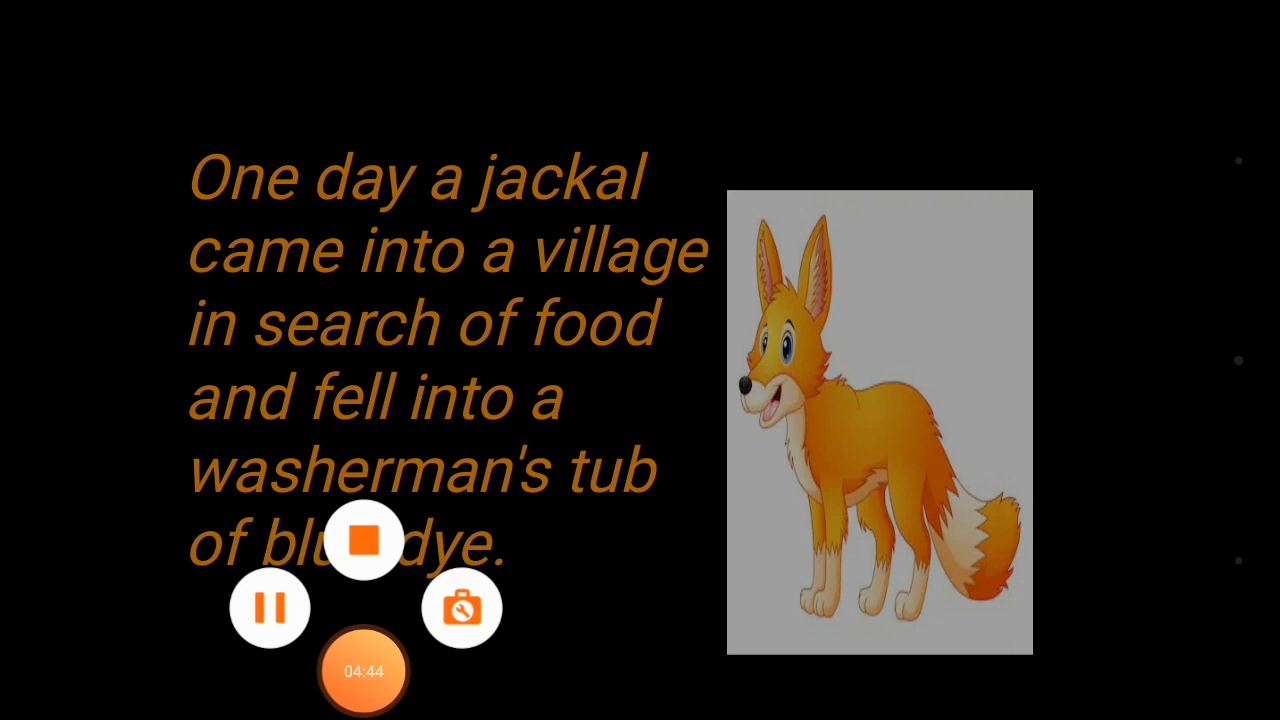 One day a jackal
came into a village
in search of food
and fell into a
washerman's tub
of dye.
04:44